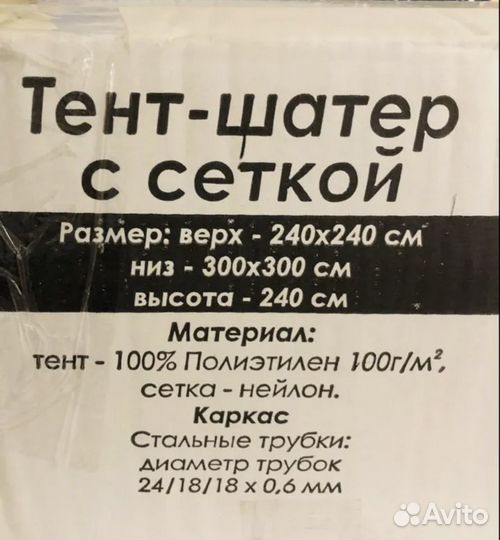 Тент-шатер
с сеткой
Размер: верх - 240х240 см
низ - 300х300 см
высота - 240 см
Материал:
тент - 100% Полиэтилен 100г/м²,
сетка - нейлон.
Каркас
Стальные трубки:
диаметр трубок
24/18/18 х 0,6 мм
Avito